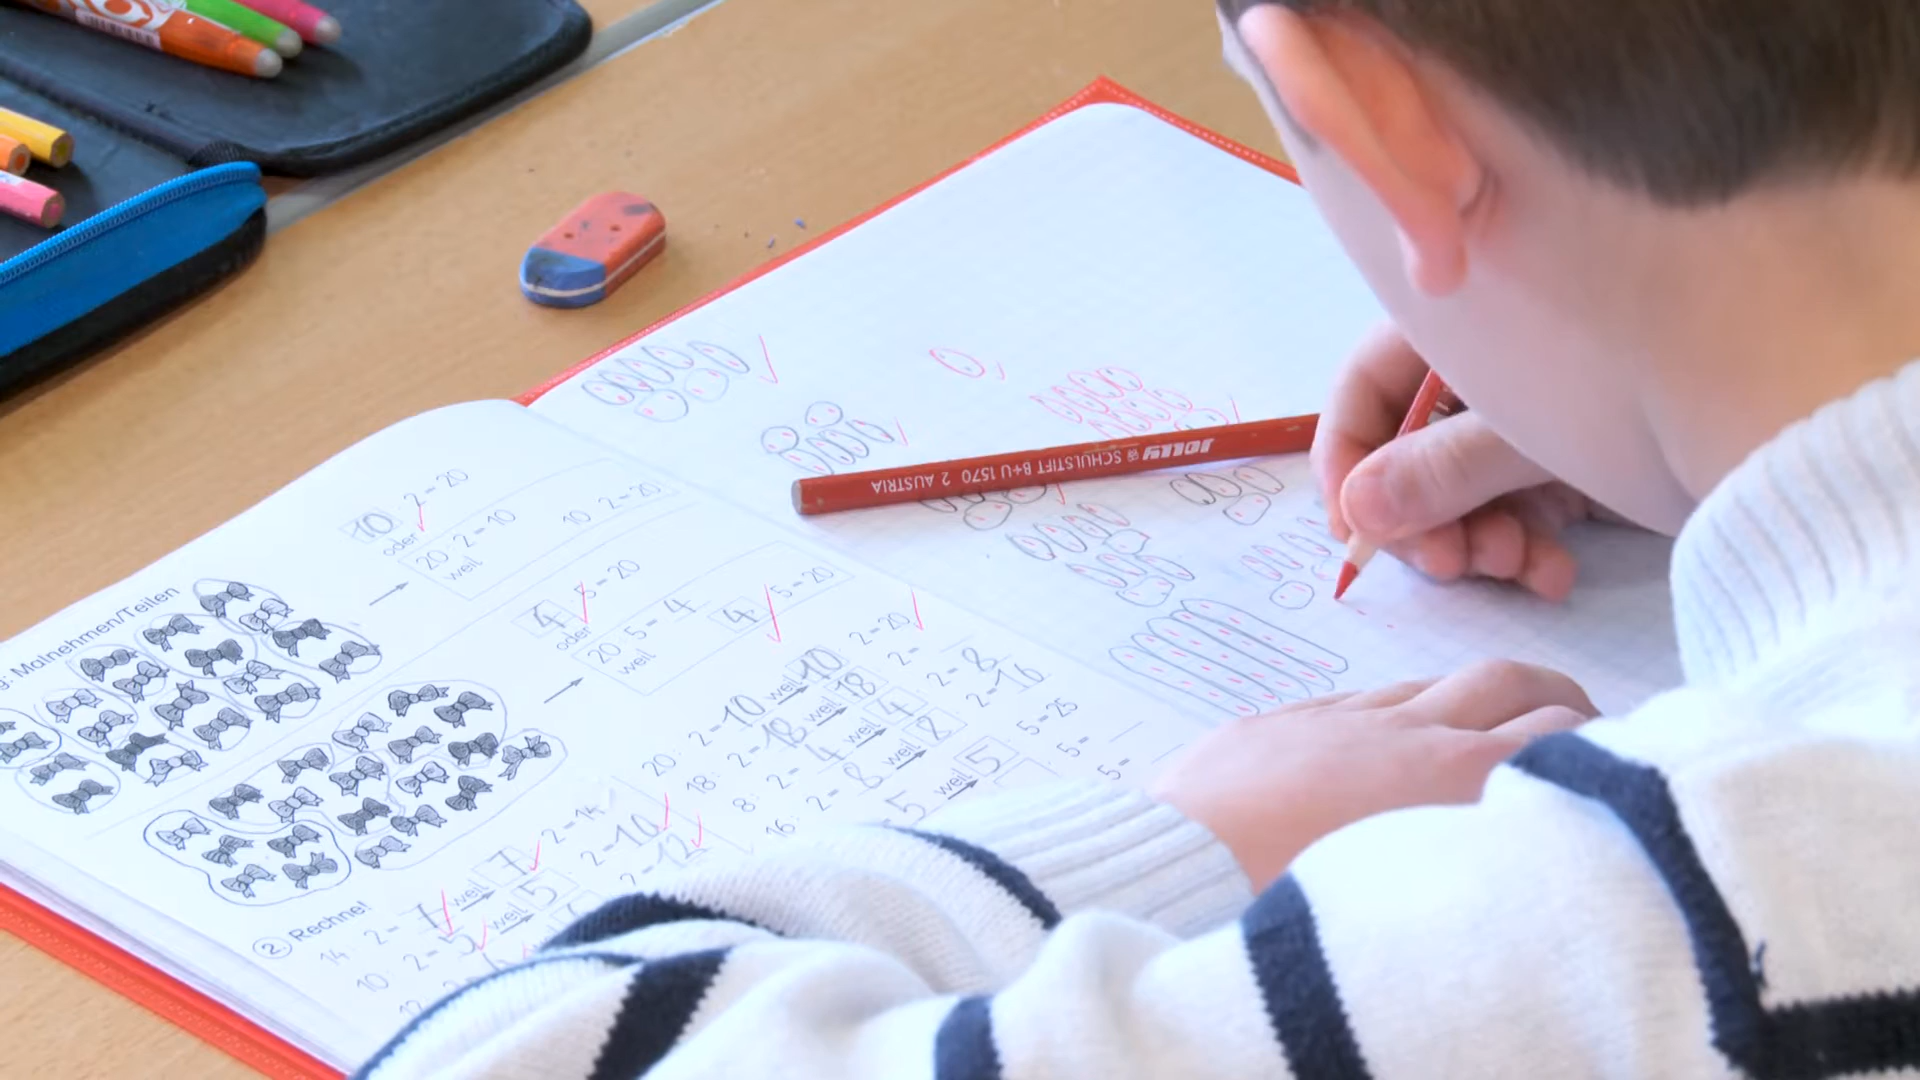 g: Malnehmen/Teilen
10 · 2 = 20
oder
20 : 2 = 10
weil
10 · 2 = 20
4 · 5 = 20
oder
20 : 5 = 4
weil
4 · 5 = 20
2. Rechne!
14 : 2 = 7 weil 7 · 2 = 14
10 : 2 = 5 weil 5 · 2 = 10
2 = 12
20 : 2 = 10 weil 10 · 2 = 20
18 : 2 = 18 weil 18 2 =
8 : 2 = 4 weil 4 · 2 = 8
16 : 2 = 8 weil 8 · 2 = 16
5 weil 5 · 5 = 25
5 =
5 =
JOLLY SCHULSTIFT B+U 1570 2 AUSTRIA